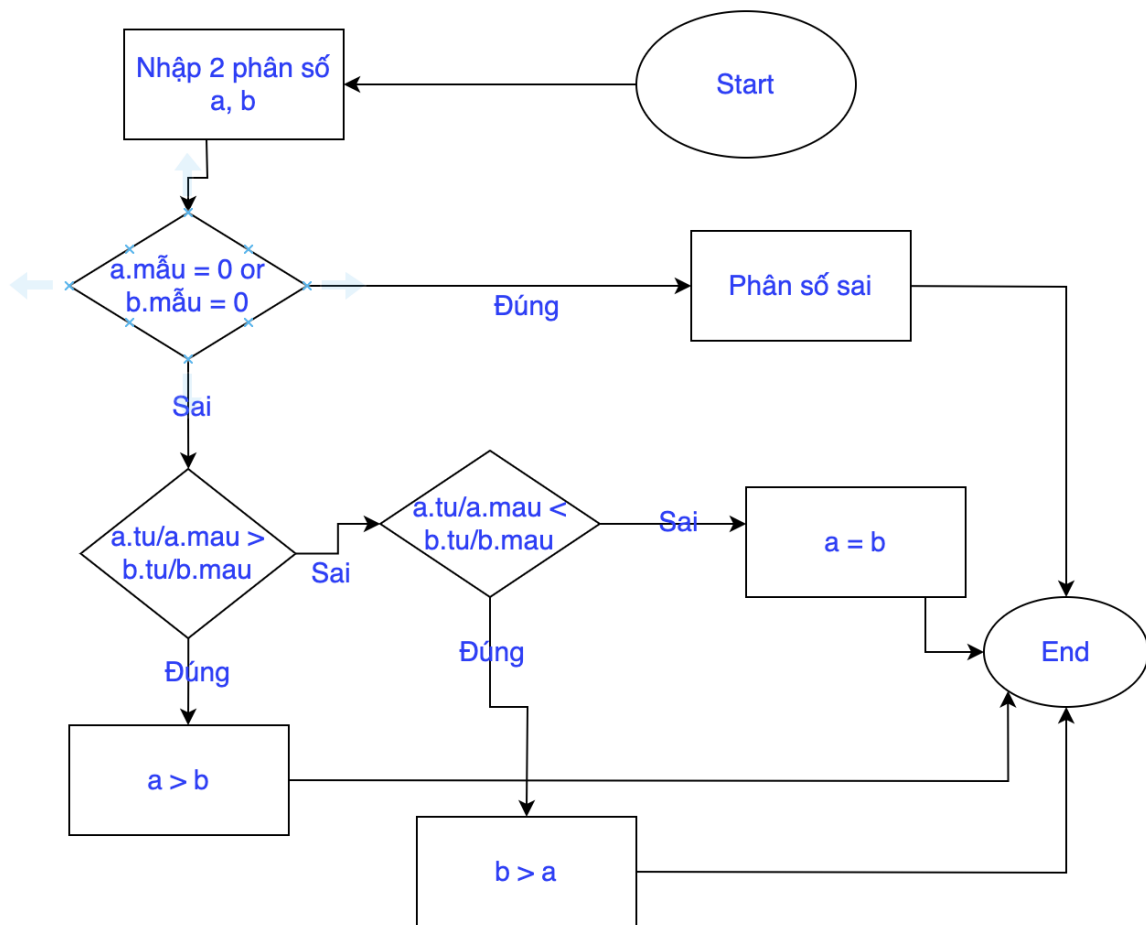 Start
Nhập 2 phân số
a, b
a.mẫu = 0 or
b.mẫu = 0
Đúng
Phân số sai
Sai
a.tu/a.mau >
b.tu/b.mau
Sai
a.tu/a.mau <
b.tu/b.mau
Sai
a = b
End
Đúng
Đúng
a > b
b > a